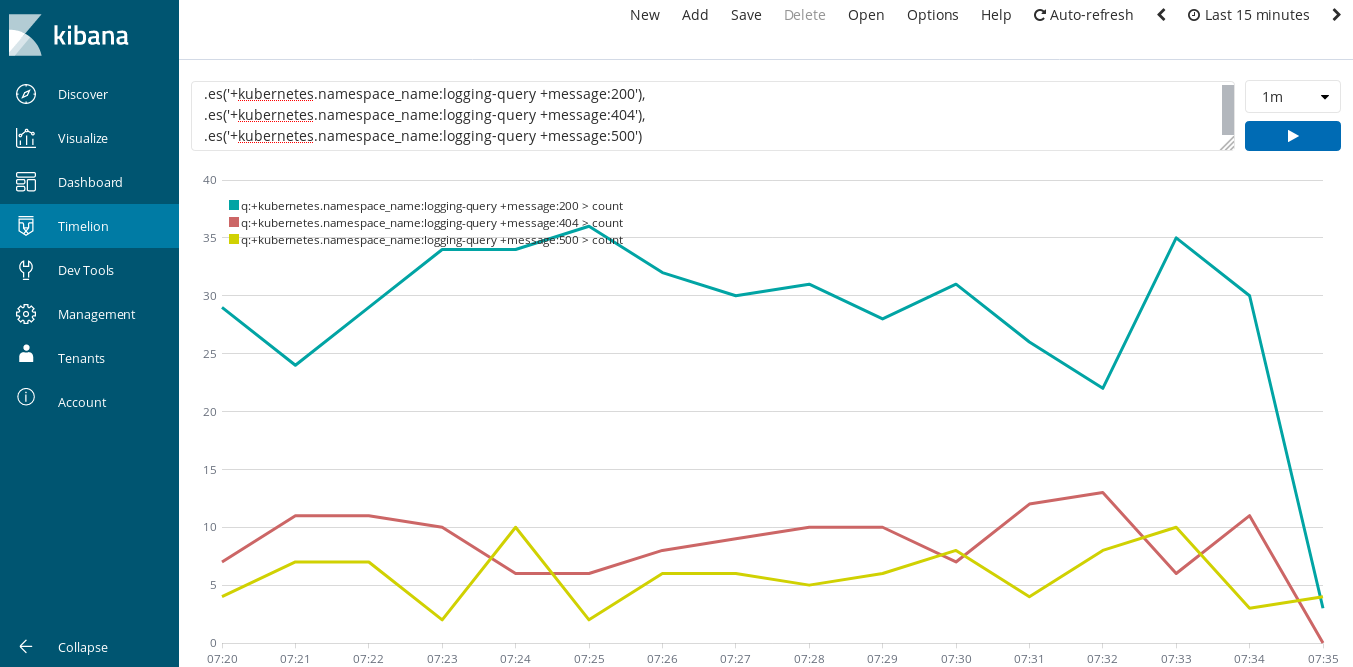 kibana
Discover
Visualize
Dashboard
Timelion
Dev Tools
Management
Tenants
Account
Collapse
New Add Save Delete Open Options Help Auto-refresh Last 15 minutes
.es('+kubernetes.namespace_name:logging-query +message:200'),
.es('+kubernetes.namespace_name:logging-query +message:404'),
.es('+kubernetes.namespace_name:logging-query +message:500')
1m
q:+kubernetes.namespace_name:logging-query +message:200 > count
q:+kubernetes.namespace_name:logging-query +message:404 > count
q:+kubernetes.namespace_name:logging-query +message:500 > count
40
35
30
25
20
15
10
5
0
07:20 07:21 07:22 07:23 07:24 07:25 07:26 07:27 07:28 07:29 07:30 07:31 07:32 07:33 07:34 07:35